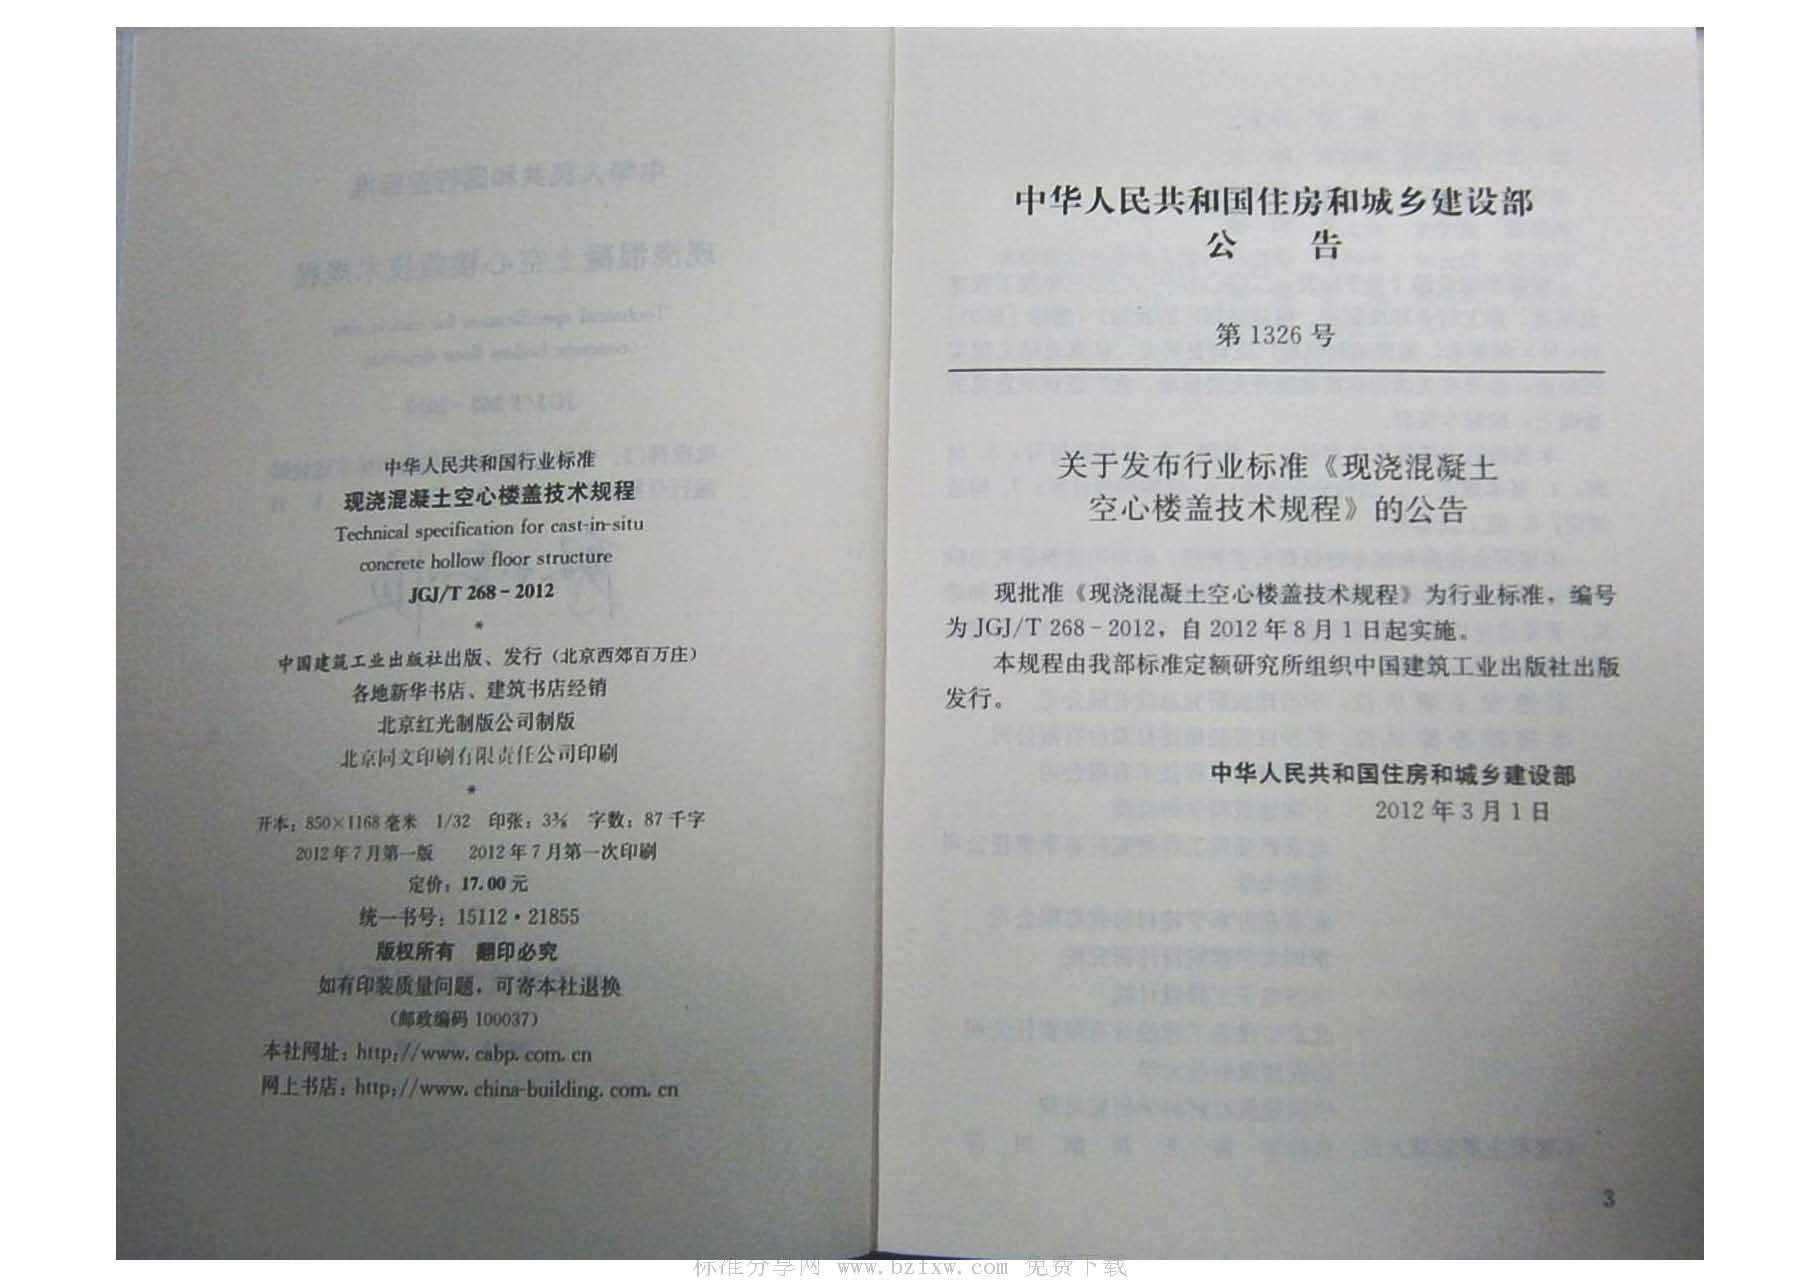 中华人民共和国行业标准
现浇混凝土空心楼盖技术规程
Technical specification for cast-in-situ
concrete hollow floor structure
JGJ/T 268-2012
*
中国建筑工业出版社出版、发行（北京西郊百万庄）
各地新华书店、建筑书店经销
北京红光制版公司制版
北京同文印刷有限责任公司印刷
*
开本：850×1168毫米 1/32 印张：3⅜ 字数：87千字
2012年7月第一版 2012年7月第一次印刷
定价：17.00元
统一书号：15112·21855
版权所有 翻印必究
如有印装质量问题，可寄本社退换
（邮政编码 100037）
本社网址：http://www.cabp.com.cn
网上书店：http://www.china-building.com.cn
中华人民共和国住房和城乡建设部
公 告
第 1326 号
关于发布行业标准《现浇混凝土
空心楼盖技术规程》的公告
现批准《现浇混凝土空心楼盖技术规程》为行业标准，编号
为 JGJ/T 268-2012，自 2012 年 8 月 1 日起实施。
本规程由我部标准定额研究所组织中国建筑工业出版社出版
发行。
中华人民共和国住房和城乡建设部
2012 年 3 月 1 日
3
标准分享网 www.bzfxw.com 免费下载